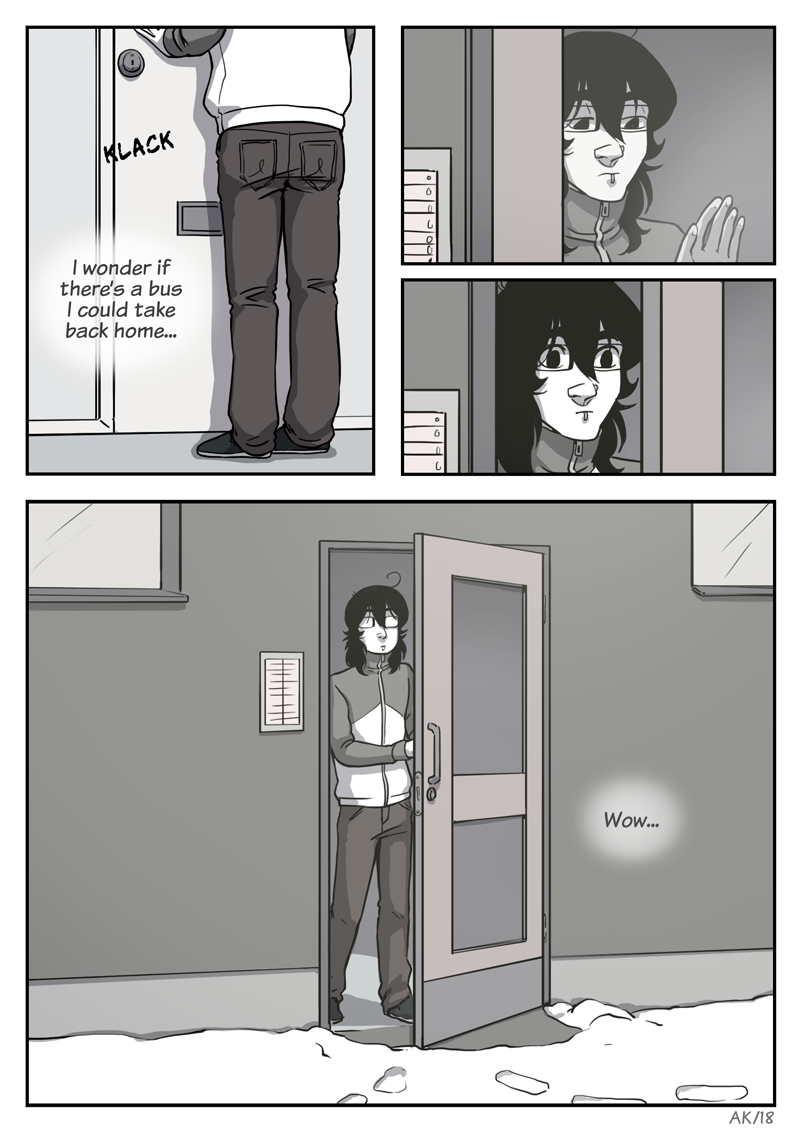 KLACK
I wonder if
there's a bus
I could take
back home...
Wow...
AK/18